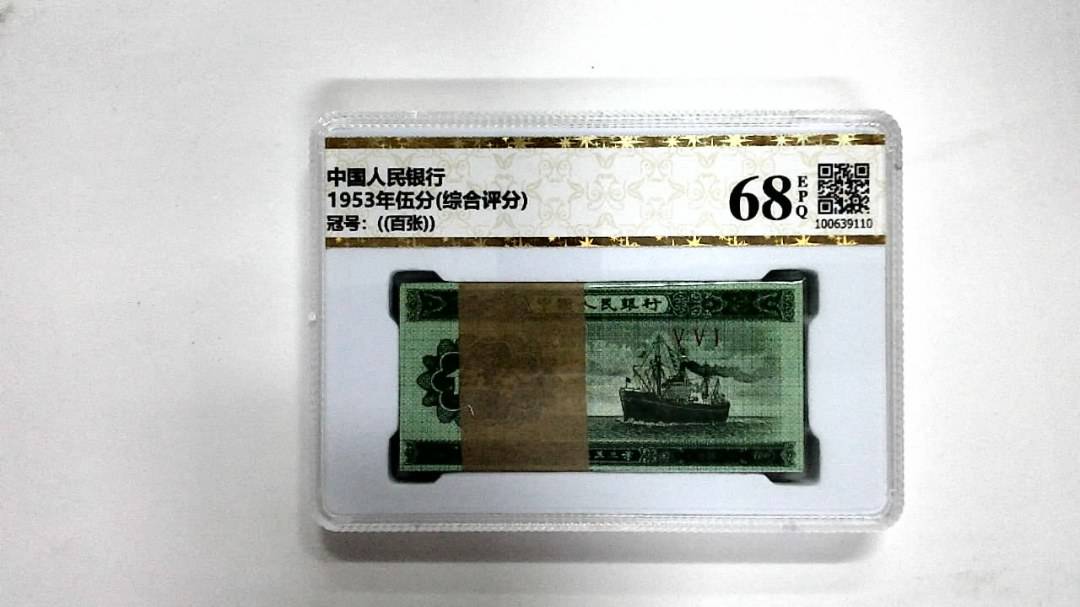 中国人民银行
1953年伍分(综合评分)
冠号：((百张))
68
EPQ
100639110
中国人民银行
VVI